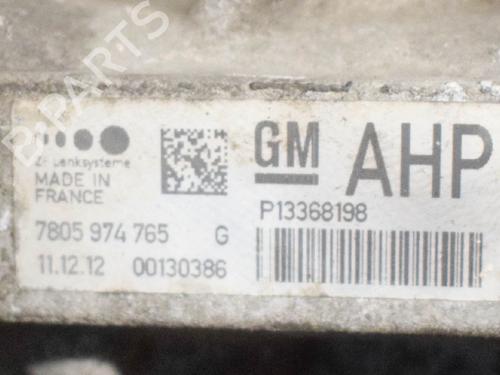 B-PARTS
ZF Lenksysteme
MADE IN
FRANCE
7805 974 765 G
11.12.12 00130386
GM AHP
P13368198